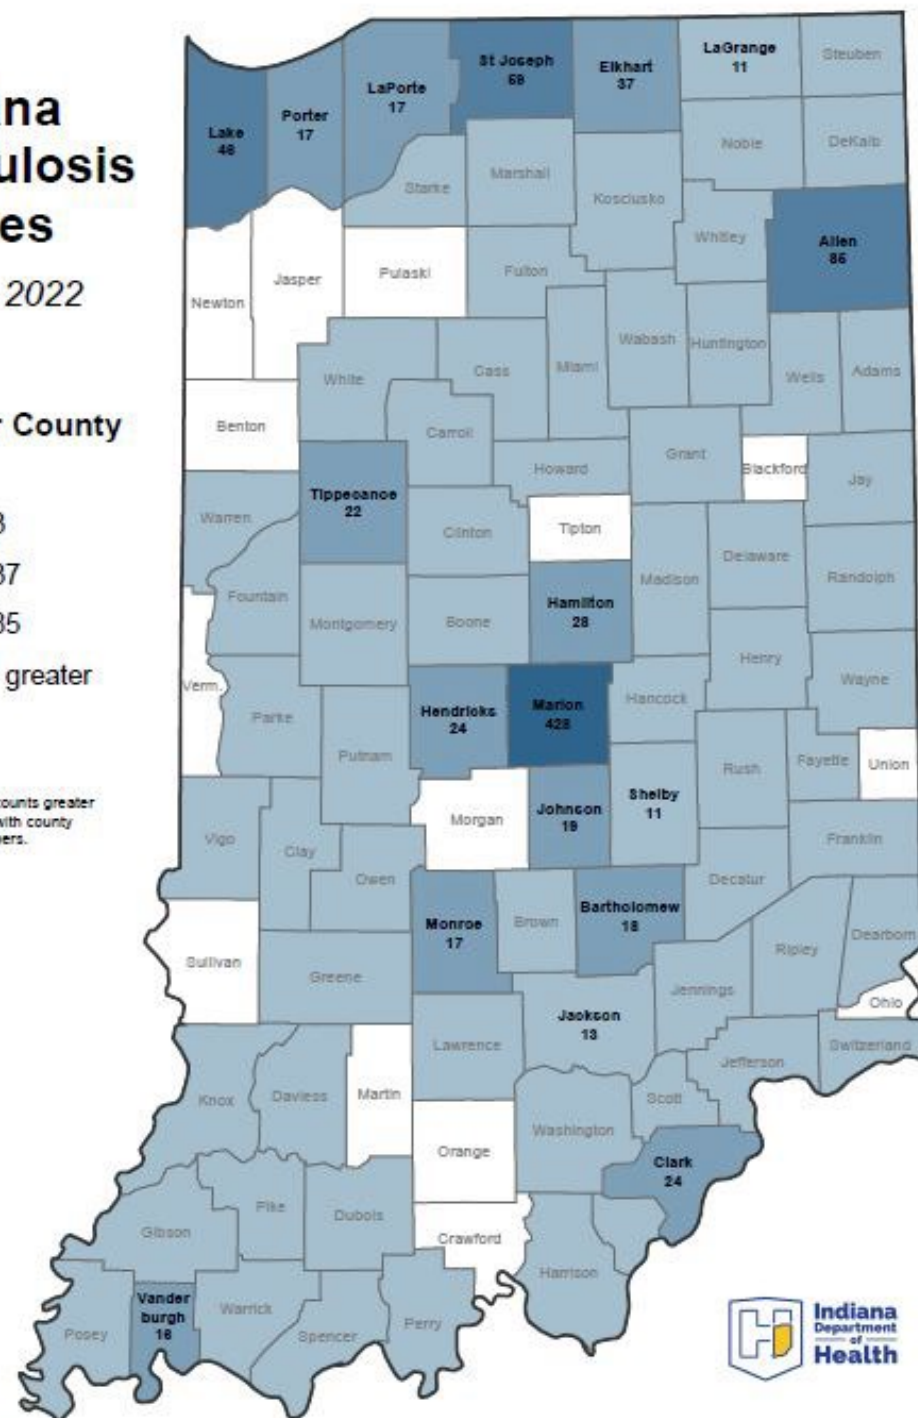 ana
ulosis
es
2022
r County
3
37
85
greater
counts greater
with county
bers.
St Joseph
59
Elkhart
37
LaGrange
11
Steuben
LaPorte
17
Porter
17
Lake
46
Noble
DeKalb
Marshall
Starke
Kosciusko
Whitley
Allen
85
Jasper
Pulaski
Fulton
Newton
Wabash
Huntington
White
Cass
Miami
Wells
Adams
Benton
Carroll
Howard
Grant
Blackford
Jay
Tippecanoe
22
Warren
Clinton
Tipton
Delaware
Madison
Randolph
Fountain
Montgomery
Boone
Hamilton
28
Henry
Wayne
Verm.
Parke
Hendricks
24
Marion
428
Hancock
Putnam
Rush
Fayette
Union
Morgan
Johnson
19
Shelby
11
Vigo
Clay
Owen
Decatur
Franklin
Monroe
17
Brown
Bartholomew
18
Sullivan
Greene
Ripley
Dearborn
Jennings
Ohio
Jackson
13
Lawrence
Jefferson
Switzerland
Knox
Daviess
Martin
Scott
Washington
Orange
Clark
24
Gibson
Pike
Dubois
Crawford
Harrison
Vander
burgh
16
Posey
Warrick
Spencer
Perry
Indiana
Department
of
Health